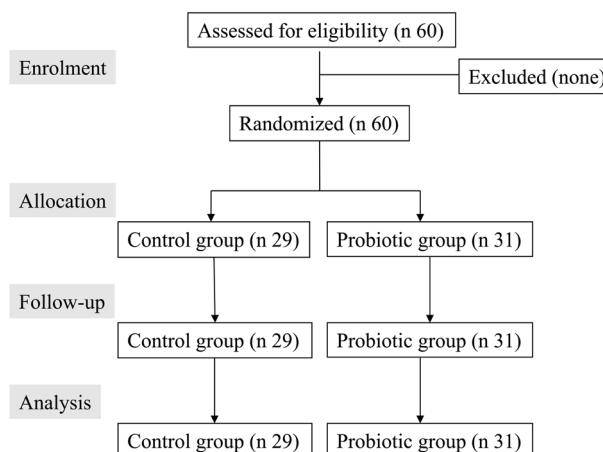 Assessed for eligibility (n 60)
Enrolment
Excluded (none)
Randomized (n 60)
Allocation
Control group (n 29)
Probiotic group (n 31)
Follow-up
Control group (n 29)
Probiotic group (n 31)
Analysis
Control group (n 29)
Probiotic group (n 31)